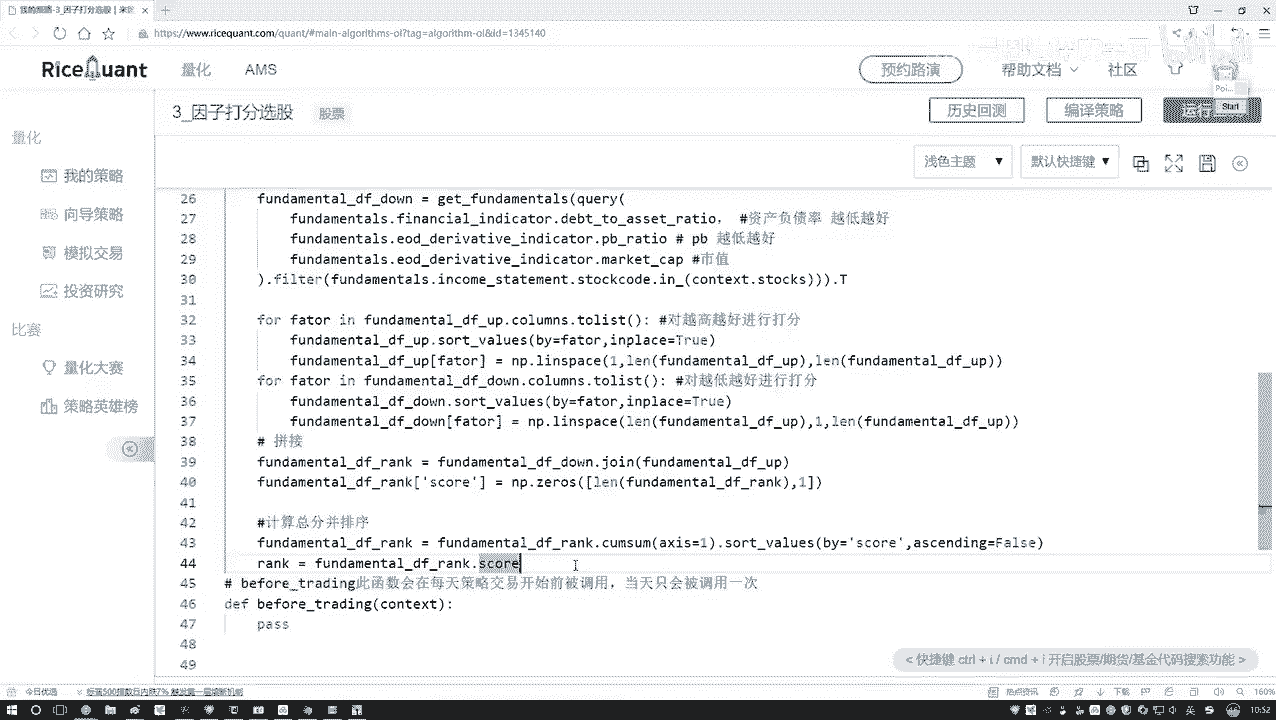 我的策略-3_因子打分选股 | 米筐
https://www.ricequant.com/quant/#main-algorithms-ol?tag=algorithm-ol&id=1345140
RiceQuant
量化
AMS
预约路演
帮助文档
社区
Poi...
Start
3_因子打分选股
股票
历史回测
编译策略
量化
我的策略
向导策略
模拟交易
投资研究
比赛
量化大赛
策略英雄榜
浅色主题 ▼
默认快捷键 ▼
26 fundamental_df_down = get_fundamentals(query(
27 fundamentals.financial_indicator.debt_to_asset_ratio， #资产负债率 越低越好
28 fundamentals.eod_derivative_indicator.pb_ratio # pb 越低越好
29 fundamentals.eod_derivative_indicator.market_cap #市值
30 ).filter(fundamentals.income_statement.stockcode.in_(context.stocks))).T
31
32 for fator in fundamental_df_up.columns.tolist(): #对越高越好进行打分
33 fundamental_df_up.sort_values(by=fator,inplace=True)
34 fundamental_df_up[fator] = np.linspace(1,len(fundamental_df_up),len(fundamental_df_up))
35 for fator in fundamental_df_down.columns.tolist(): #对越低越好进行打分
36 fundamental_df_down.sort_values(by=fator,inplace=True)
37 fundamental_df_down[fator] = np.linspace(len(fundamental_df_up),1,len(fundamental_df_up))
38 # 拼接
39 fundamental_df_rank = fundamental_df_down.join(fundamental_df_up)
40 fundamental_df_rank['score'] = np.zeros([len(fundamental_df_rank),1])
41
42 #计算总分并排序
43 fundamental_df_rank = fundamental_df_rank.cumsum(axis=1).sort_values(by='score',ascending=False)
44 rank = fundamental_df_rank.score
45 # before_trading此函数会在每天策略交易开始前被调用，当天只会被调用一次
46 def before_trading(context):
47 pass
48
49
< 快捷键 ctrl + i / cmd + i 开启股票/期货/基金代码搜索功能 >
今日优选
热点资讯
下载
160%
英
10:52